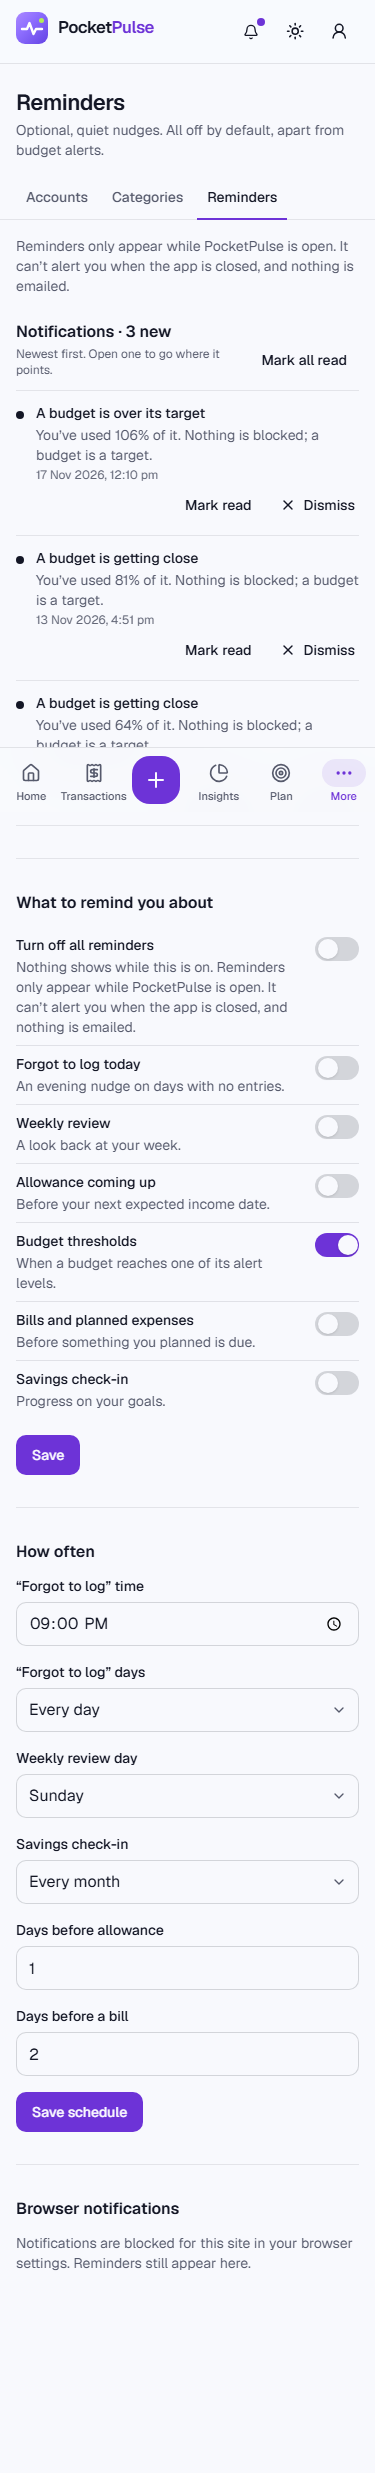 PocketPulse
Reminders
Optional, quiet nudges. All off by default, apart from
budget alerts.
Accounts Categories Reminders
Reminders only appear while PocketPulse is open. It
can't alert you when the app is closed, and nothing is
emailed.
Notifications · 3 new
Newest first. Open one to go where it
points.
Mark all read
A budget is over its target
You've used 106% of it. Nothing is blocked; a
budget is a target.
17 Nov 2026, 12:10 pm
Mark read Dismiss
A budget is getting close
You've used 81% of it. Nothing is blocked; a budget
is a target.
13 Nov 2026, 4:51 pm
Mark read Dismiss
A budget is getting close
You've used 64% of it. Nothing is blocked; a
budget is a target.
Home Transactions Insights Plan More
What to remind you about
Turn off all reminders
Nothing shows while this is on. Reminders
only appear while PocketPulse is open. It
can't alert you when the app is closed, and
nothing is emailed.
Forgot to log today
An evening nudge on days with no entries.
Weekly review
A look back at your week.
Allowance coming up
Before your next expected income date.
Budget thresholds
When a budget reaches one of its alert
levels.
Bills and planned expenses
Before something you planned is due.
Savings check-in
Progress on your goals.
Save
How often
“Forgot to log” time
09:00 PM
“Forgot to log” days
Every day
Weekly review day
Sunday
Savings check-in
Every month
Days before allowance
1
Days before a bill
2
Save schedule
Browser notifications
Notifications are blocked for this site in your browser
settings. Reminders still appear here.